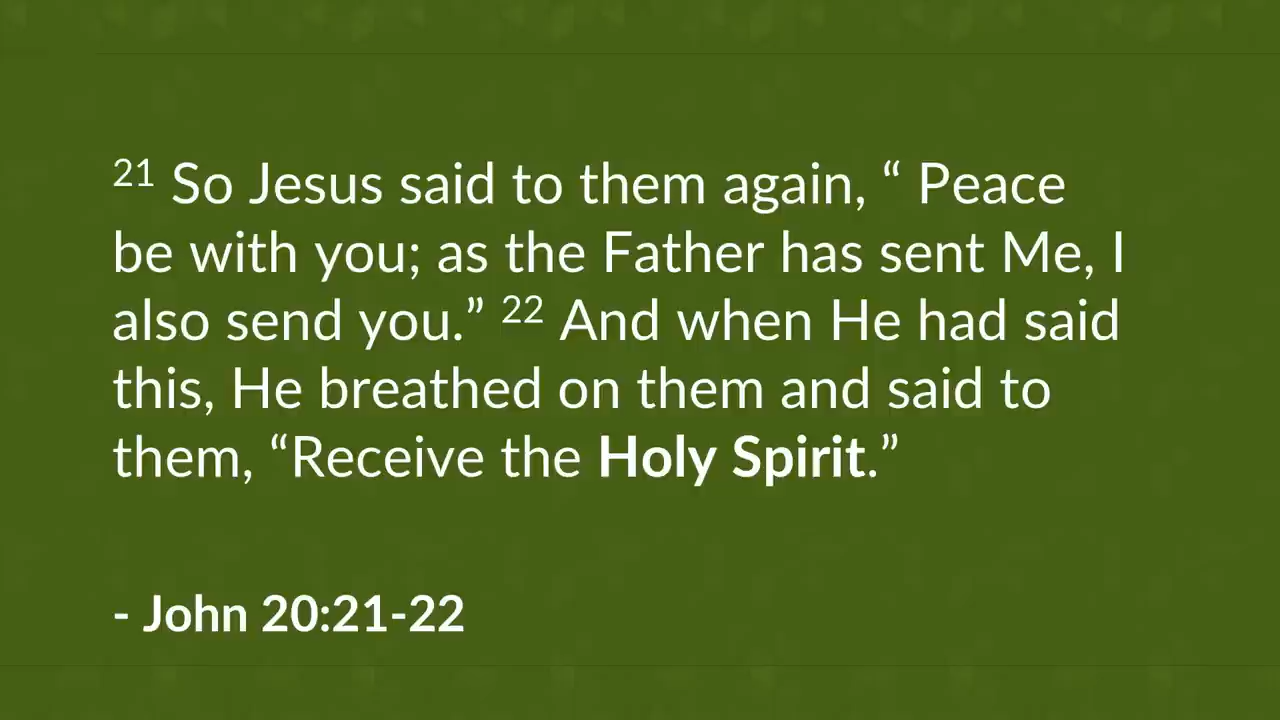 21 So Jesus said to them again, “ Peace
be with you; as the Father has sent Me, I
also send you.” 22 And when He had said
this, He breathed on them and said to
them, “Receive the Holy Spirit.”
- John 20:21-22